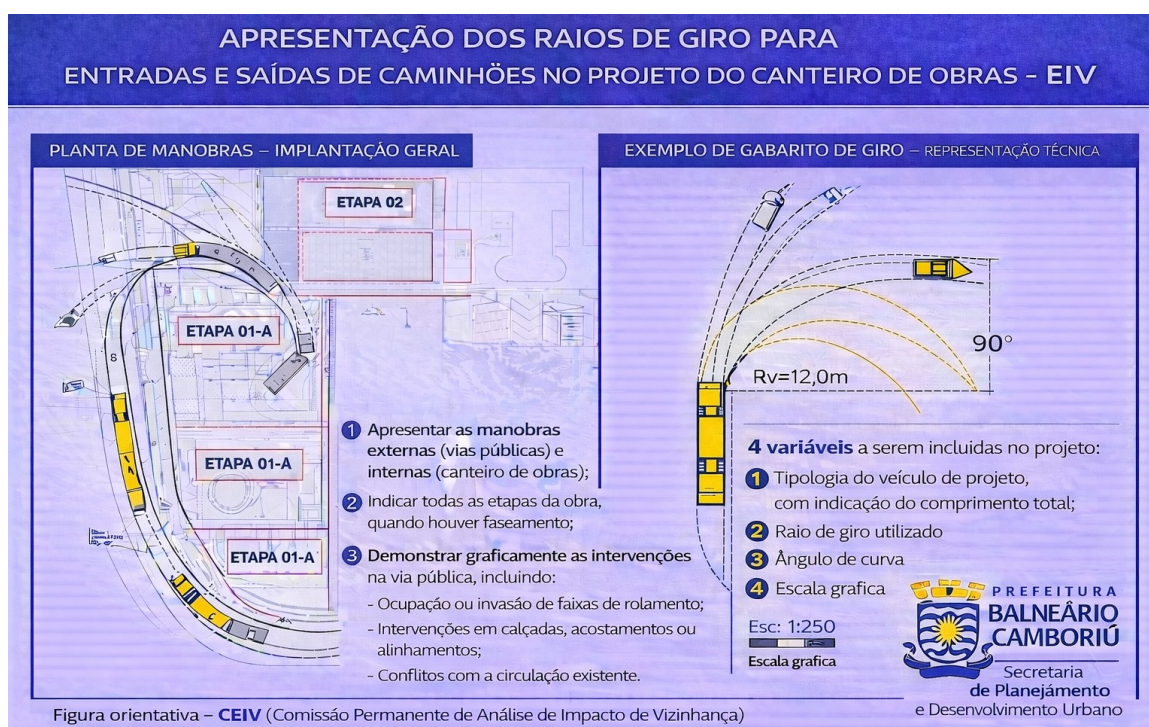 APRESENTAÇÃO DOS RAIOS DE GIRO PARA
ENTRADAS E SAÍDAS DE CAMINHÖES NO PROJETO DO CANTEIRO DE OBRAS - EIV
PLANTA DE MANOBRAS – IMPLANTAÇÁO GERAL
ETAPA 02
ETAPA 01-A
ETAPA 01-A
ETAPA 01-A
1 Apresentar as manobras
externas (vias públicas) e
internas (canteiro de obras);
2 Indicar todas as etapas da obra,
quando houver faseamento;
3 Demonstrar graficamente as intervenções
na via pública, incluindo:
- Ocupação ou invasáo de faixas de rolamento;
- Intervenções em calçadas, acostamentos ou
alinhamentos;
- Conflitos com a circulação existente.
EXEMPLO DE GABARITO DE GIRO – REPRESENTAÇÃO TÉCNICA
90°
Rv=12,0m
4 variáveis a serem incluidas no projeto:
1 Tipologia do veículo de projeto,
com indicação do comprimento total;
2 Raio de giro utilizado
3 Ângulo de curva
4 Escala grafica
Esc: 1:250
Escala grafica
PREFEITURA
BALNEÁRIO
CAMBORIÚ
Secretaria
de Planejámento
e Desenvolvimento Urbano
Figura orientativa – CEIV (Comissão Permanente de Análise de Impacto de Vizinhança)